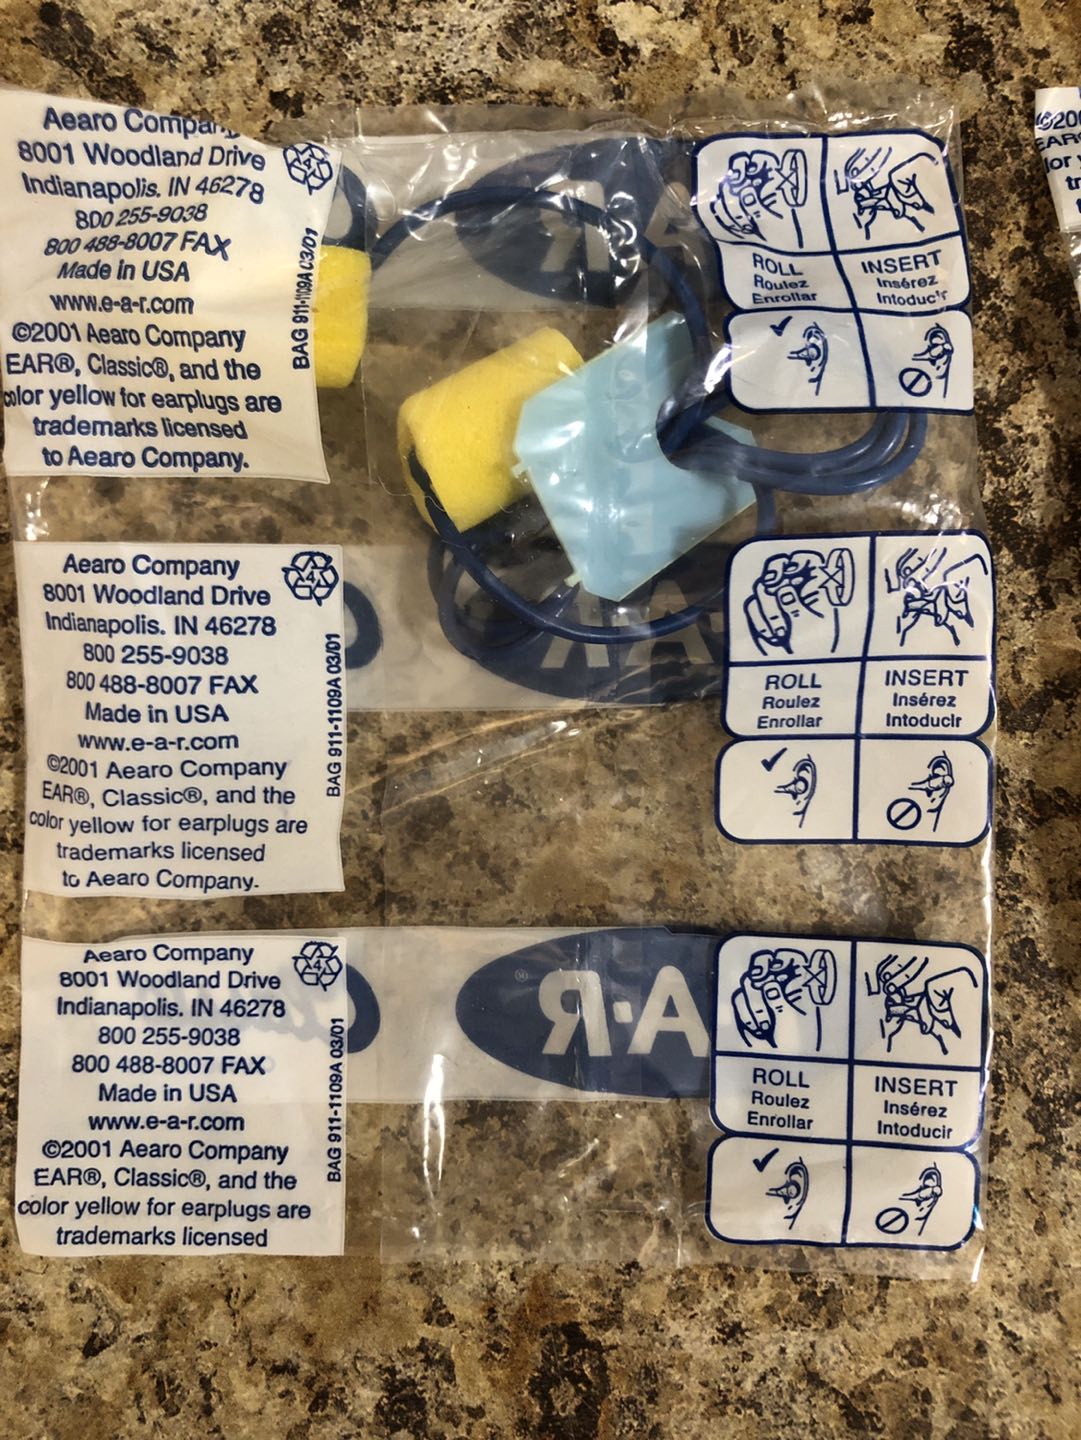 Aearo Company
8001 Woodland Drive
Indianapolis. IN 46278
800 255-9038
800 488-8007 FAX
Made in USA
www.e-a-r.com
©2001 Aearo Company
EAR®, Classic®, and the
color yellow for earplugs are
trademarks licensed
to Aearo Company.
4
BAG 911-1109A 03/01
ROLL
Roulez
Enrollar
INSERT
Insérez
Intoducir
R
Aearo Company
8001 Woodland Drive
Indianapolis. IN 46278
800 255-9038
800 488-8007 FAX
Made in USA
www.e-a-r.com
©2001 Aearo Company
EAR®, Classic®, and the
color yellow for earplugs are
trademarks licensed
to Aearo Company.
4
BAG 911-1109A 03/01
A·R
ROLL
Roulez
Enrollar
INSERT
Insérez
Intoducir
Aearo Company
8001 Woodland Drive
Indianapolis. IN 46278
800 255-9038
800 488-8007 FAX
Made in USA
www.e-a-r.com
©2001 Aearo Company
EAR®, Classic®, and the
color yellow for earplugs are
trademarks licensed
4
BAG 911-1109A 03/01
A·R
®
ROLL
Roulez
Enrollar
INSERT
Insérez
Intoducir